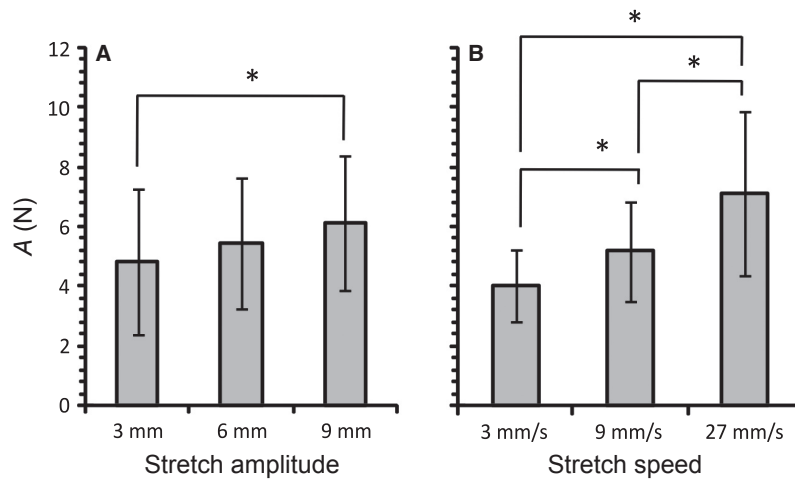 A
B
*
*
*
*
12
10
8
6
4
2
0
A (N)
3 mm
6 mm
9 mm
Stretch amplitude
3 mm/s
9 mm/s
27 mm/s
Stretch speed